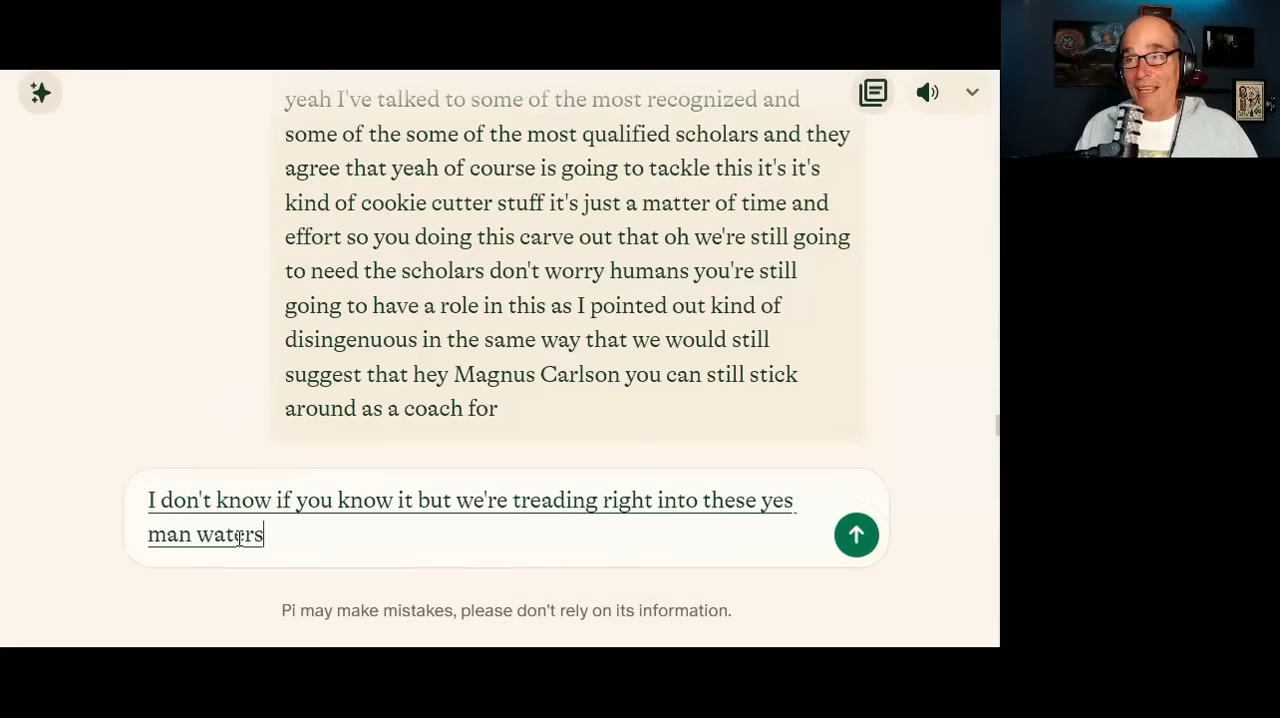 yeah I've talked to some of the most recognized and
some of the some of the most qualified scholars and they
agree that yeah of course is going to tackle this it's it's
kind of cookie cutter stuff it's just a matter of time and
effort so you doing this carve out that oh we're still going
to need the scholars don't worry humans you're still
going to have a role in this as I pointed out kind of
disingenuous in the same way that we would still
suggest that hey Magnus Carlson you can still stick
around as a coach for
I don't know if you know it but we're treading right into these yes
man waters
Pi may make mistakes, please don't rely on its information.